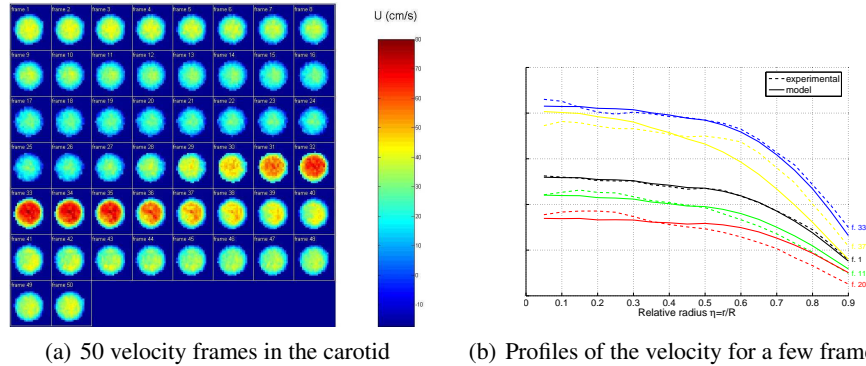 frame 1 frame 2 frame 3 frame 4 frame 5 frame 6 frame 7 frame 8
frame 9 frame 10 frame 11 frame 12 frame 13 frame 14 frame 15 frame 16
frame 17 frame 18 frame 19 frame 20 frame 21 frame 22 frame 23 frame 24
frame 25 frame 26 frame 27 frame 28 frame 29 frame 30 frame 31 frame 32
frame 33 frame 34 frame 35 frame 36 frame 37 frame 38 frame 39 frame 40
frame 41 frame 42 frame 43 frame 44 frame 45 frame 46 frame 47 frame 48
frame 49 frame 50
U (cm/s)
80
70
60
50
40
30
20
10
0
-10
experimental
model
f. 33
f. 1
f. 11
f. 20
0 0.1 0.2 0.3 0.4 0.5 0.6 0.7 0.8 0.9
Relative radius η=r/R
(a) 50 velocity frames in the carotid
(b) Profiles of the velocity for a few fram